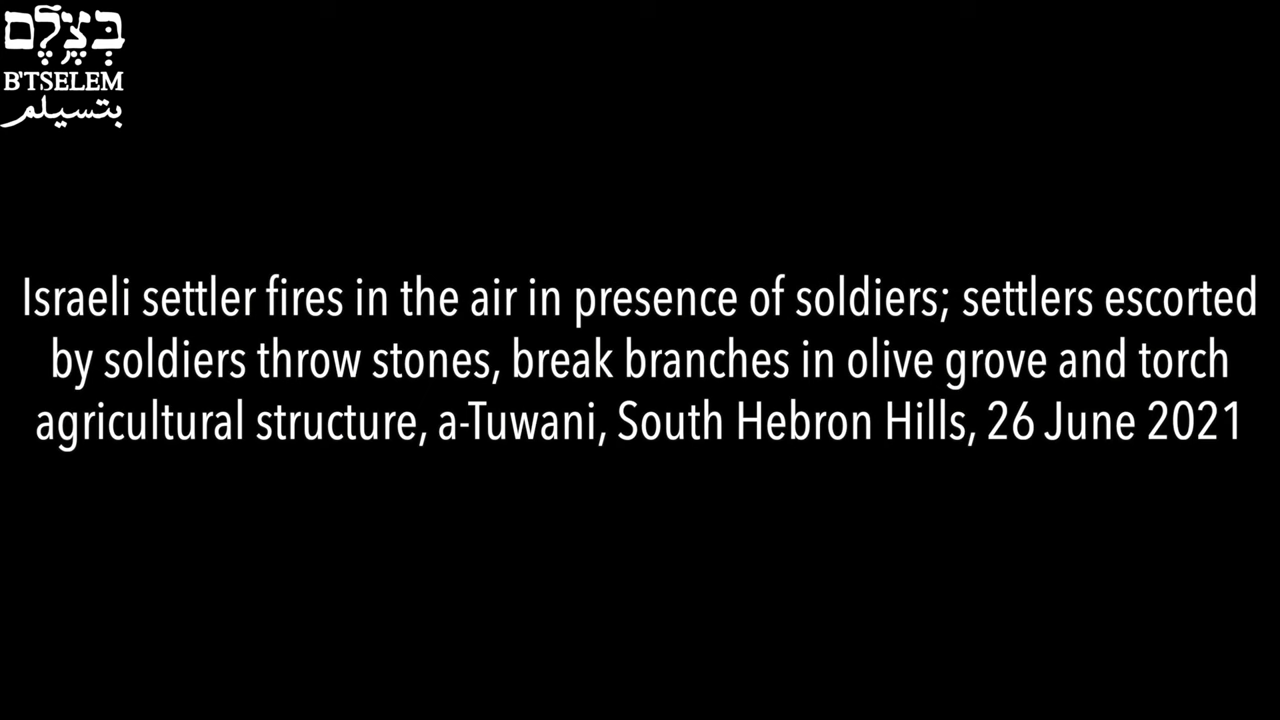 בְּצֶלֶם
B'TSELEM
بتسيلم
Israeli settler fires in the air in presence of soldiers; settlers escorted
by soldiers throw stones, break branches in olive grove and torch
agricultural structure, a-Tuwani, South Hebron Hills, 26 June 2021